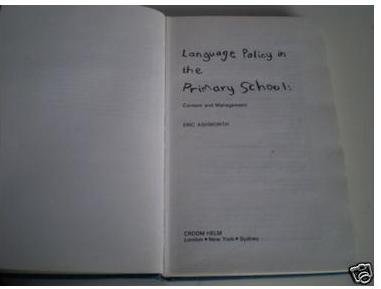 Language Policy in
the
Primary School:
Content and Management
ERIC ASHWORTH
CROOM HELM
London • New York • Sydney